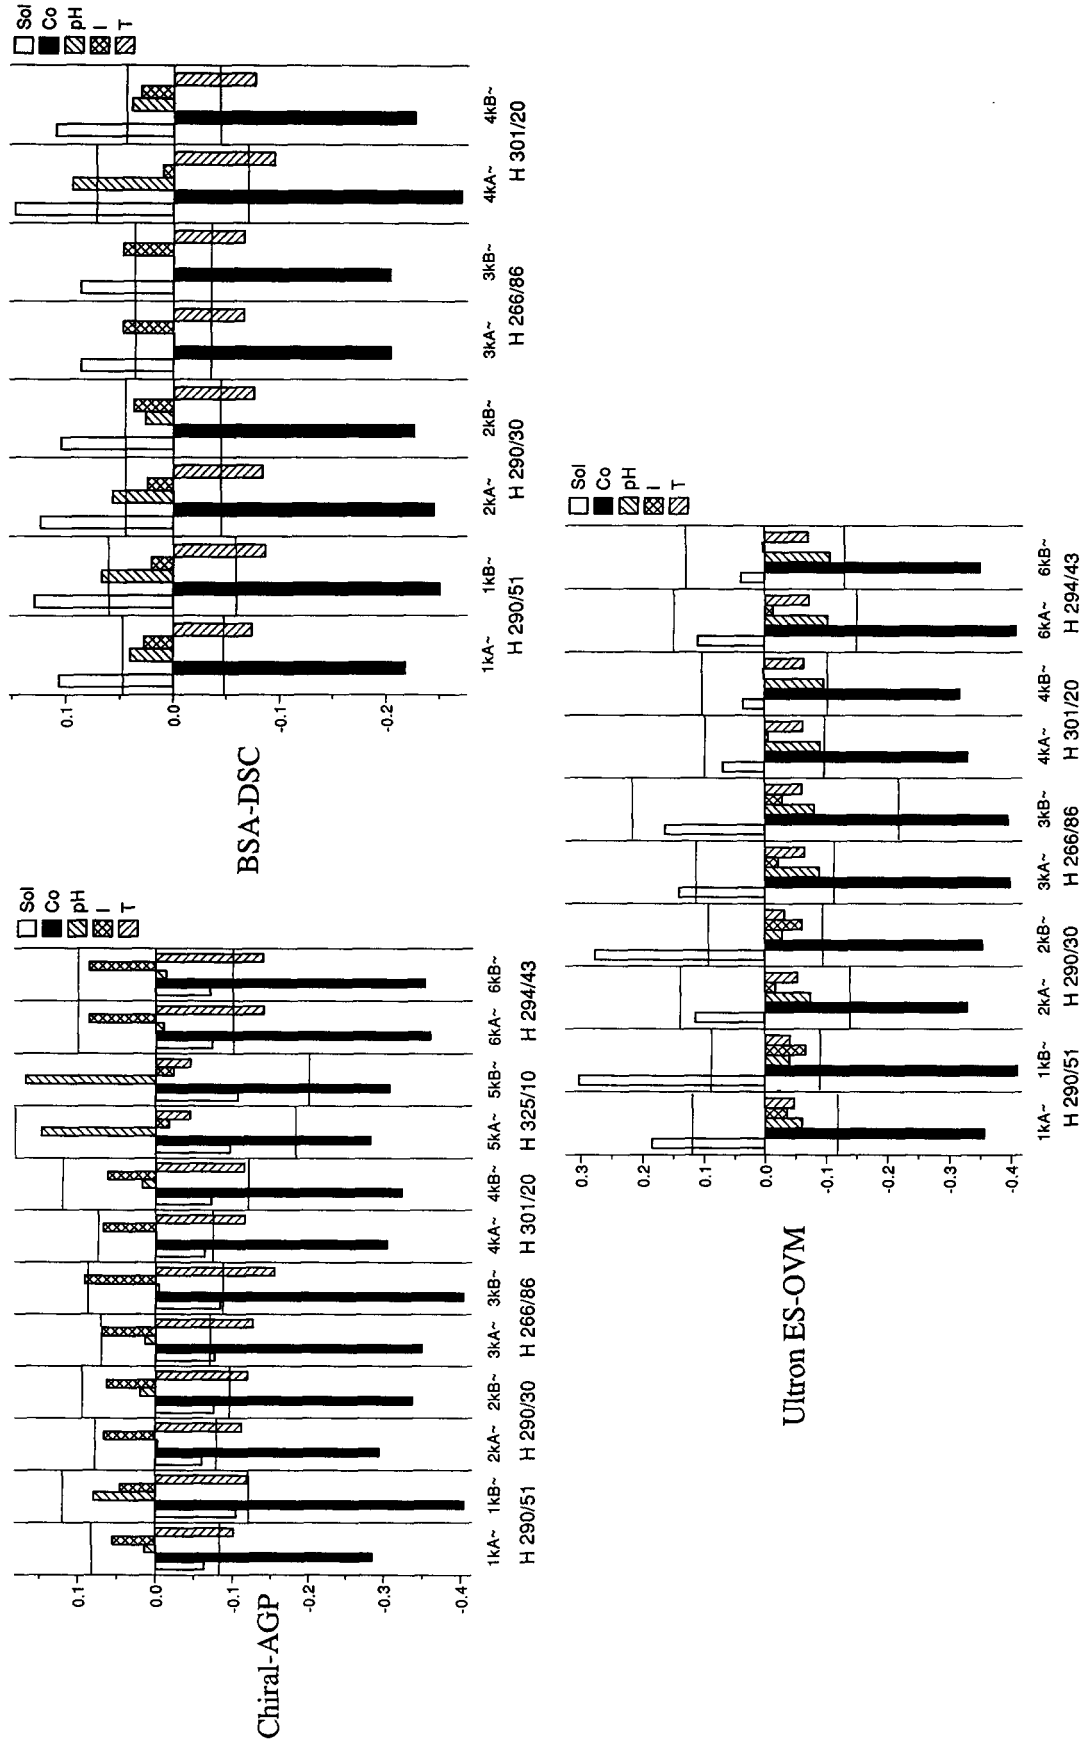 Sol
Co
pH
I
T
0.1
0.0
-0.1
-0.2
-0.3
-0.4
1kA~ 1kB~ 2kA~ 2kB~ 3kA~ 3kB~ 4kA~ 4kB~ 5kA~ 5kB~ 6kA~ 6kB~
H 290/51 H 290/30 H 266/86 H 301/20 H 325/10 H 294/43
Chiral-AGP
Sol
Co
pH
I
T
0.1
0.0
-0.1
-0.2
1kA~ 1kB~ 2kA~ 2kB~ 3kA~ 3kB~ 4kA~ 4kB~
H 290/51 H 290/30 H 266/86 H 301/20
BSA-DSC
Sol
Co
pH
I
T
0.3
0.2
0.1
0.0
-0.1
-0.2
-0.3
-0.4
1kA~ 1kB~ 2kA~ 2kB~ 3kA~ 3kB~ 4kA~ 4kB~ 6kA~ 6kB~
H 290/51 H 290/30 H 266/86 H 301/20 H 294/43
Ultron ES-OVM